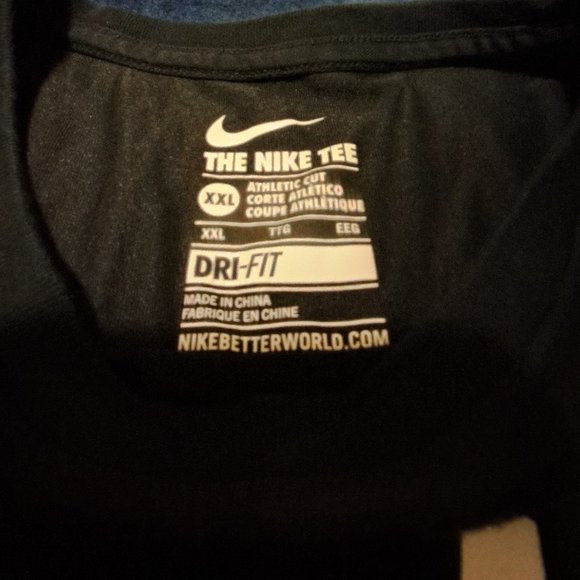 THE NIKE TEE
XXL
ATHLETIC CUT
CORTE ATLÉTICO
COUPE ATHLÉTIQUE
XXL TTG EEG
DRI-FIT
MADE IN CHINA
FABRIQUE EN CHINE
NIKEBETTERWORLD.COM